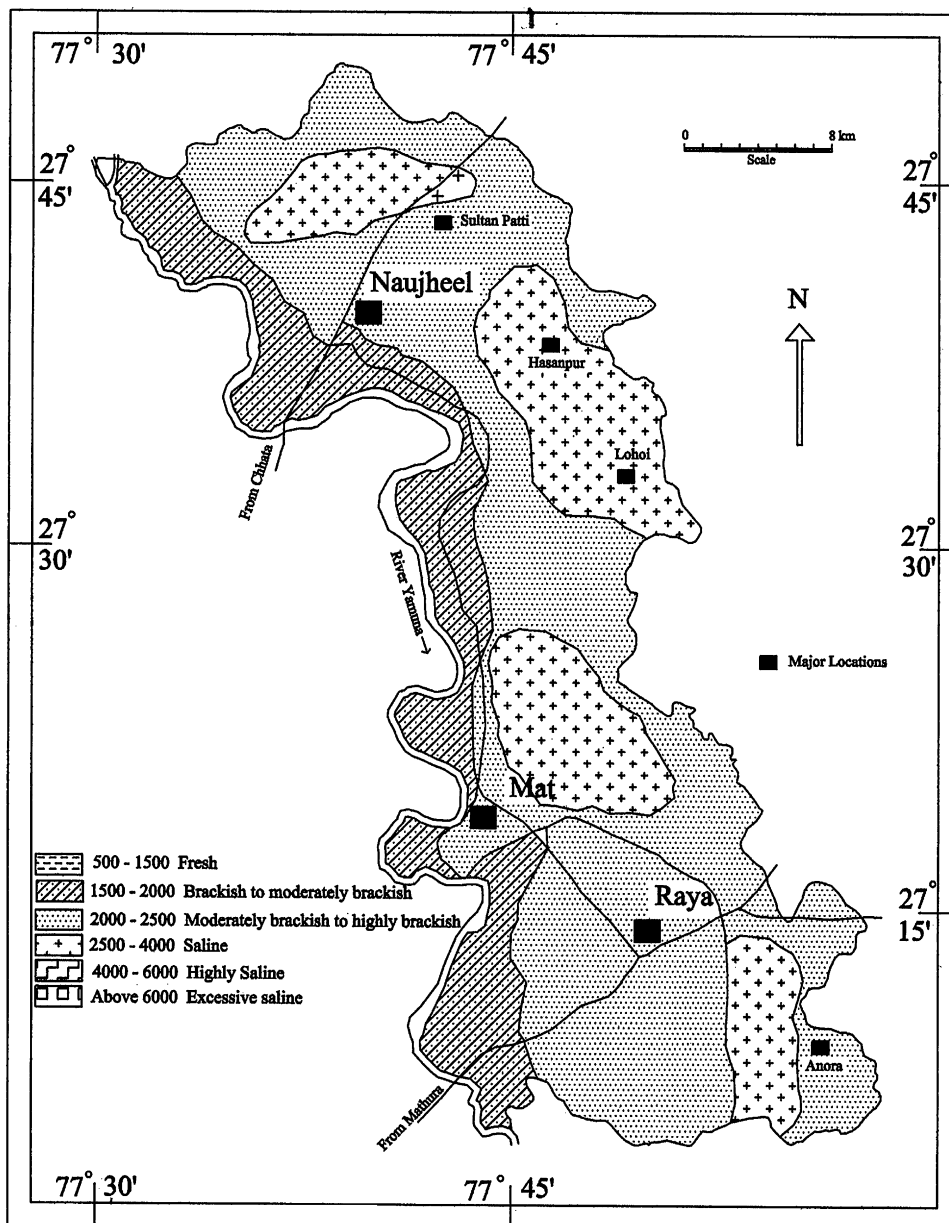 77° 30'
77° 45'
27° 45'
0 8 km
Scale
27° 45'
Sultan Patti
Naujheel
N
Hasanpur
Lohoi
From Chhata
27° 30'
27° 30'
River Yamuna →
Major Locations
Mat
500 - 1500 Fresh
1500 - 2000 Brackish to moderately brackish
2000 - 2500 Moderately brackish to highly brackish
2500 - 4000 Saline
4000 - 6000 Highly Saline
Above 6000 Excessive saline
Raya
27° 15'
Anora
From Mathura
77° 30'
77° 45'